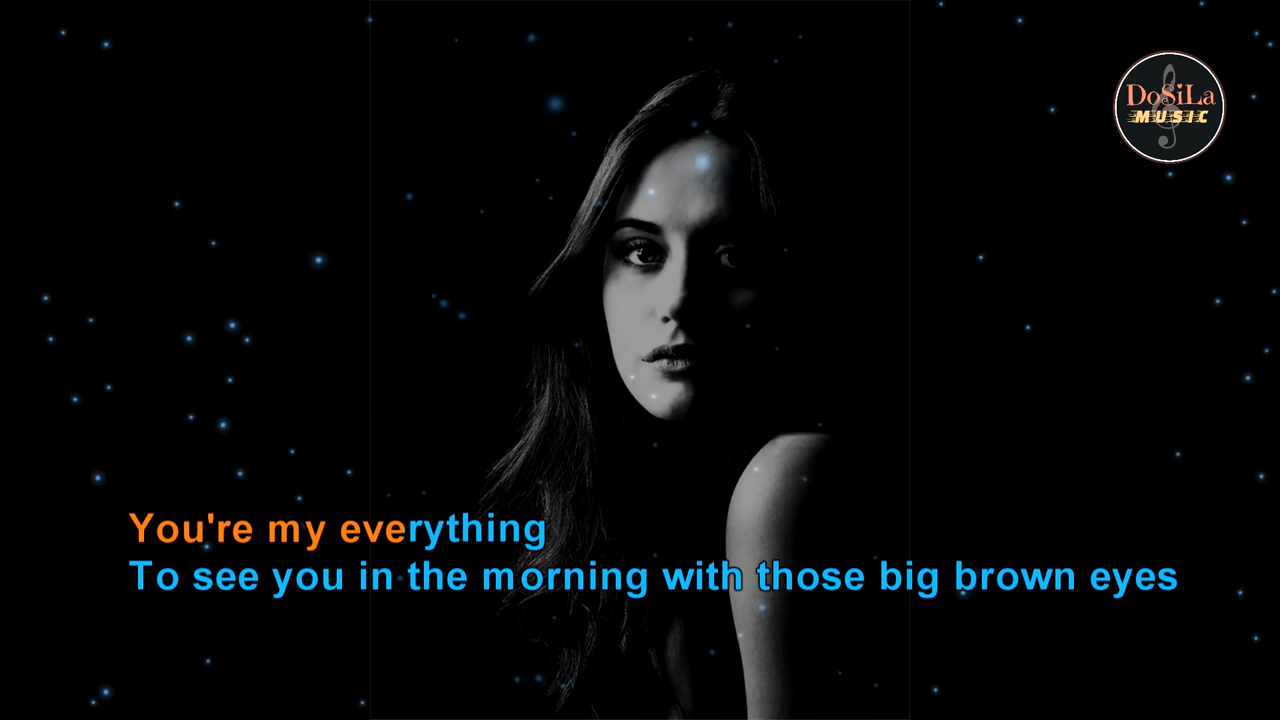 DoSiLa
MUSIC
You're my everything
To see you in the morning with those big brown eyes